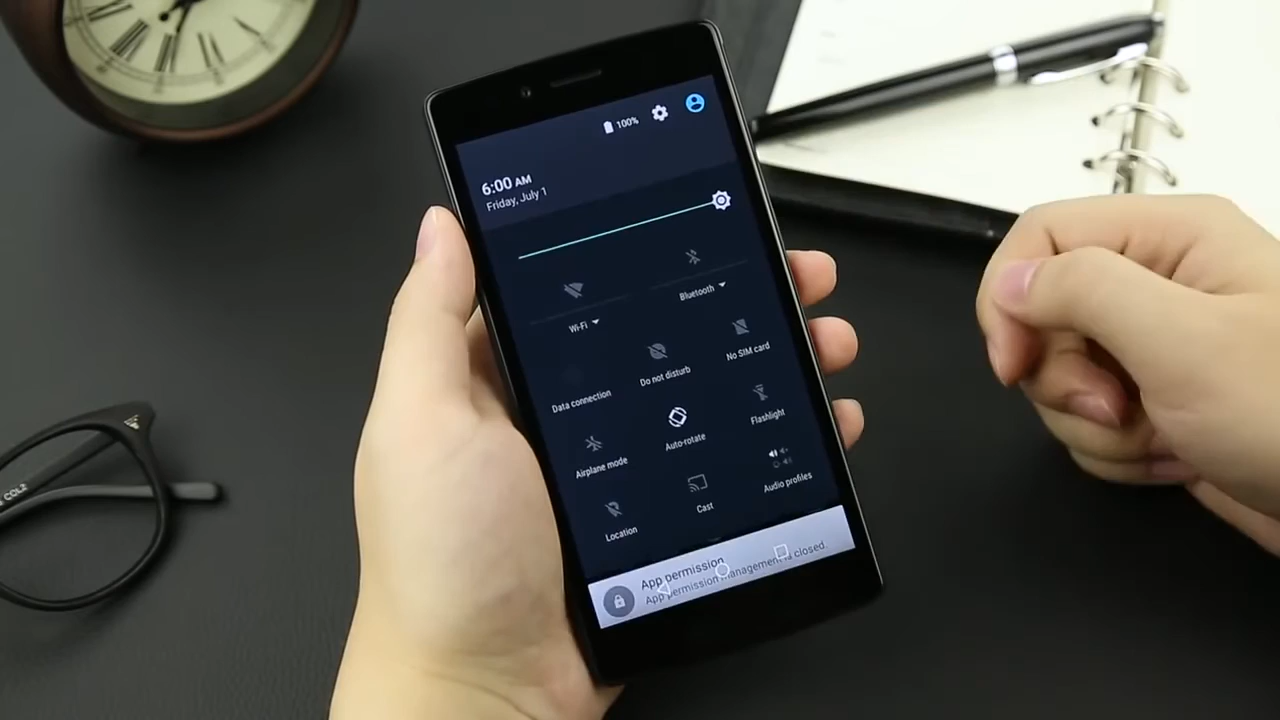 100%
6:00 AM
Friday, July 1
Wi-Fi
Bluetooth
Data connection
Do not disturb
No SIM card
Airplane mode
Auto-rotate
Flashlight
Location
Cast
Audio profiles
App permission
App permission management is closed.
COL2